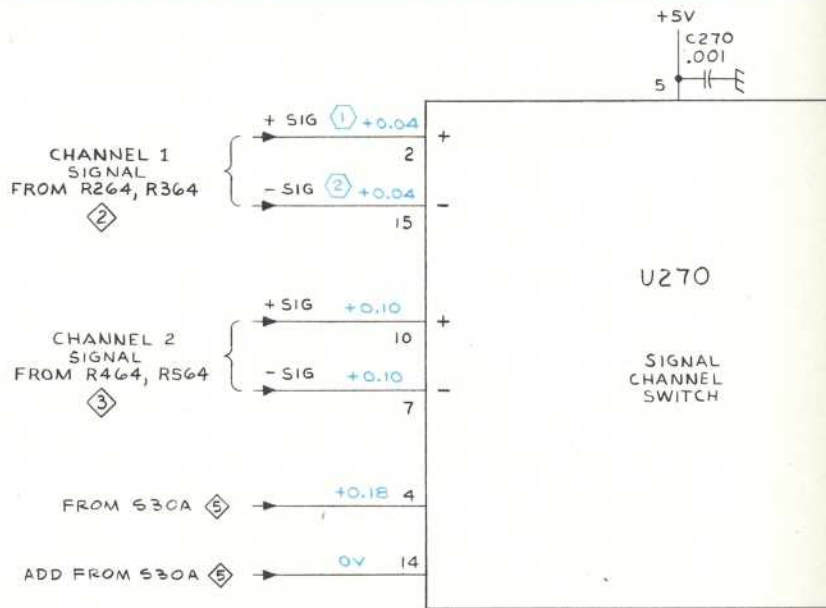 +5V
C270
.001
5
+ SIG 1 +0.04
2 +
CHANNEL 1
SIGNAL
FROM R264, R364
2
- SIG 2 +0.04
15 -
U270
SIGNAL
CHANNEL
SWITCH
+ SIG +0.10
10 +
CHANNEL 2
SIGNAL
FROM R464, R564
3
- SIG +0.10
7 -
FROM S30A 5 +0.18 4
ADD FROM S30A 5 0V 14